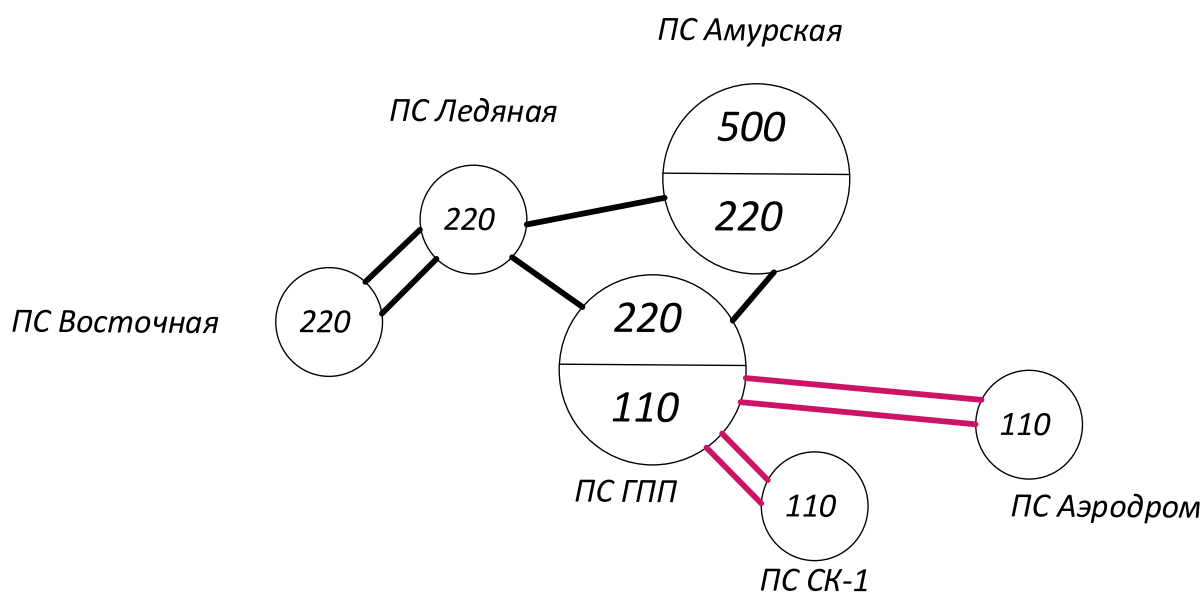 ПС Амурская
ПС Ледяная
500
220
220
ПС Восточная
220
220
110
110
ПС ГПП
110
ПС Аэродром
ПС СК-1